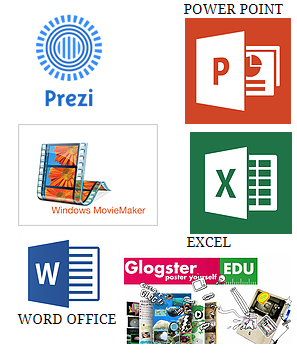 POWER POINT
Prezi
P
Windows MovieMaker
X
EXCEL
W
WORD OFFICE
Glogster EDU
poster yourself